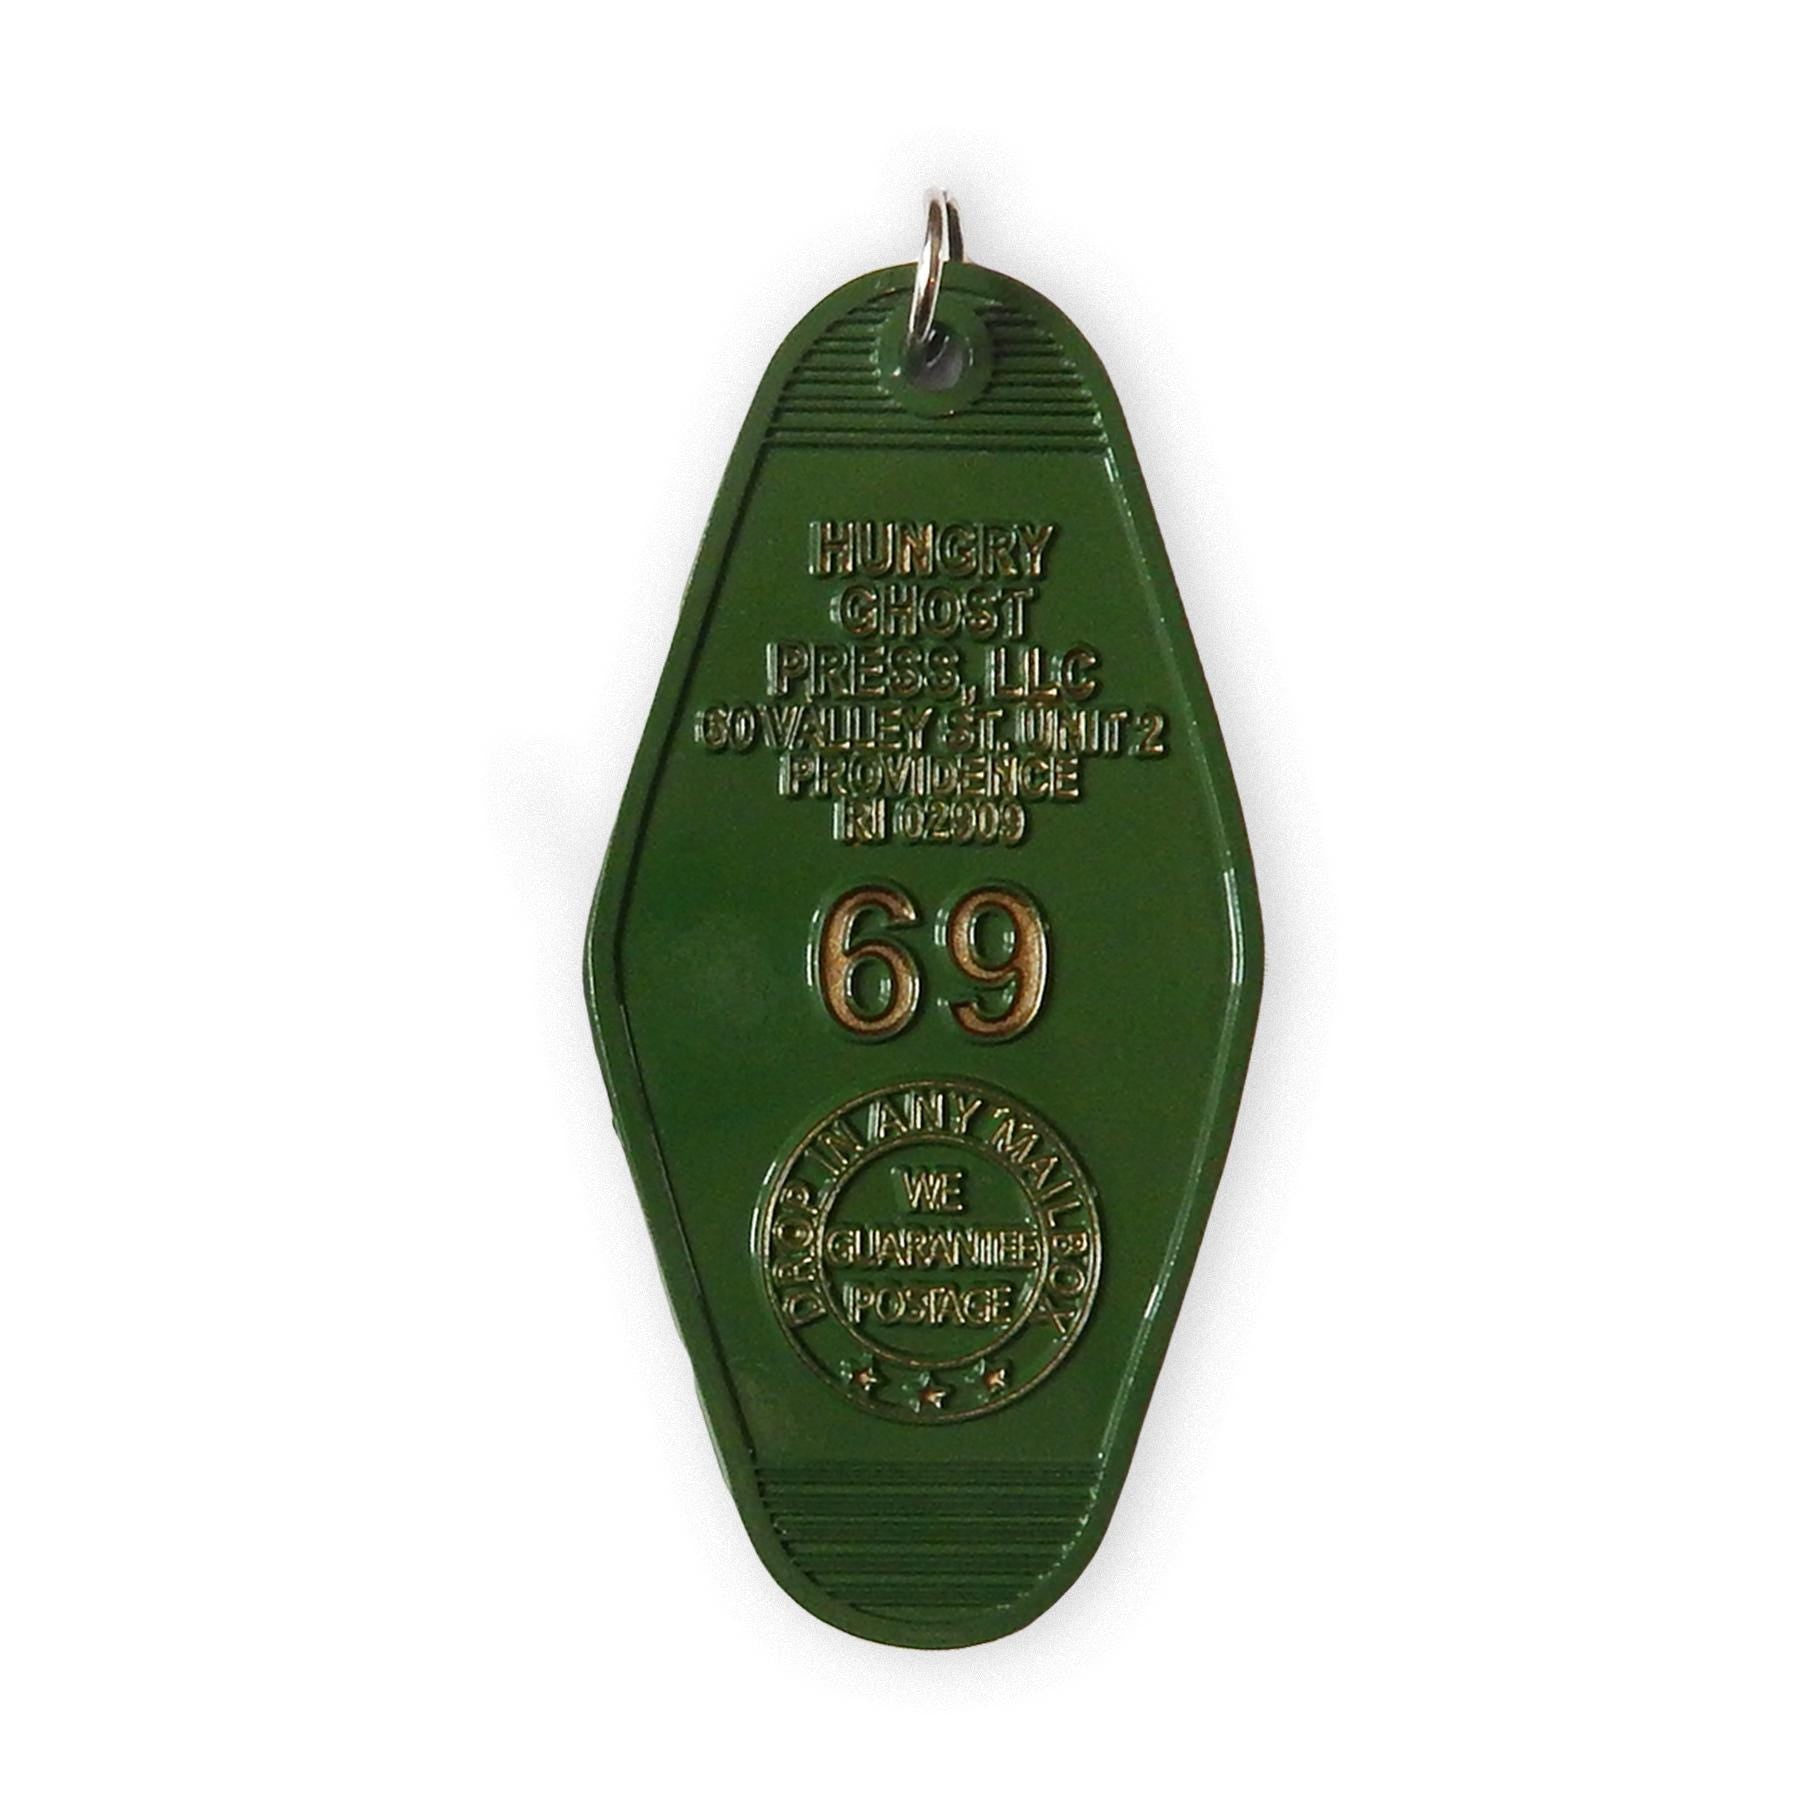 HUNGRY
GHOST
PRESS, LLC
60 VALLEY ST. UNIT 2
PROVIDENCE
RI 02909
69
DROP IN ANY MAILBOX
WE
GUARANTEE
POSTAGE